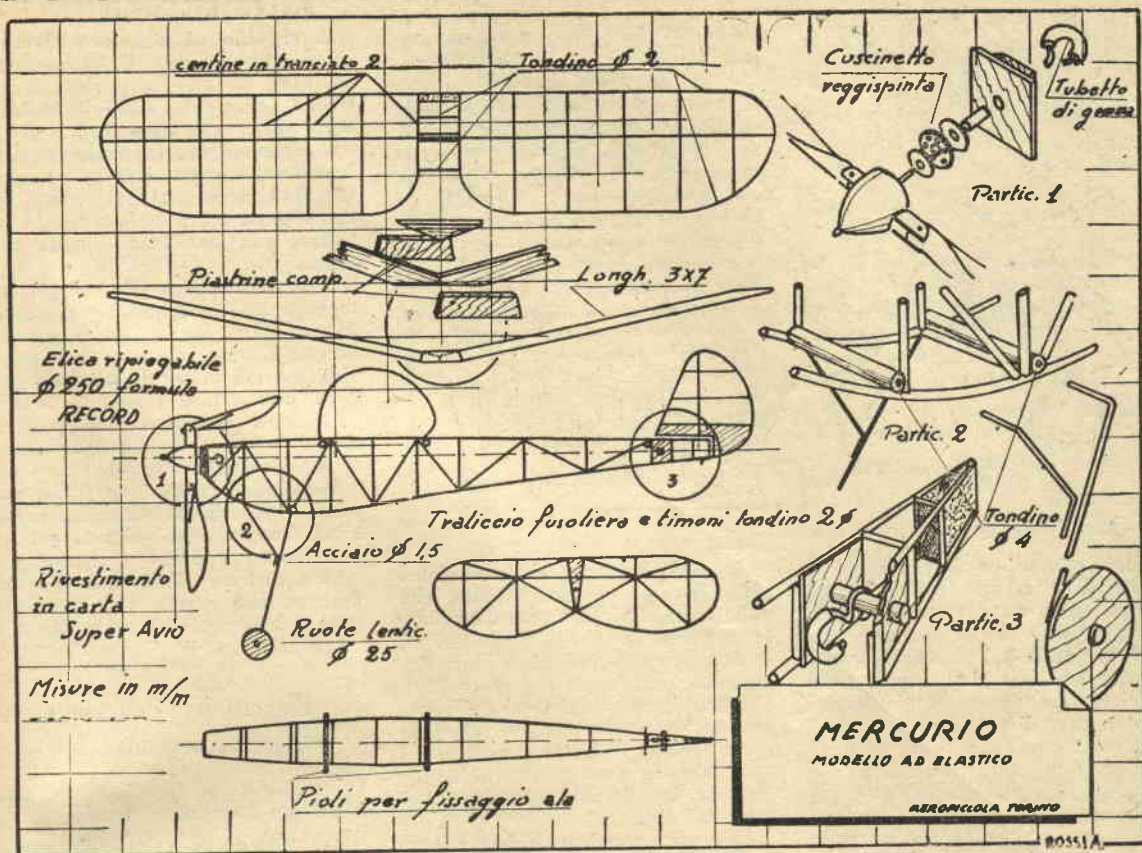 centine in tranciato 2
Tondino ϕ 2
Cuscinetto
reggispinta
Tubetto
di gomma
Partic. 1
Piastrine comp.
Longh. 3x7
Elica ripiegabile
ϕ 250 formula
RECORD
Partic. 2
1
2
3
Traliccio fusoliera e timoni tondino 2 ϕ
Acciaio ϕ 1,5
Tondino
ϕ 4
Rivestimento
in carta
Super Avio
Ruote lentic.
ϕ 25
Partic. 3
Misure in m/m
Pioli per fissaggio ala
MERCURIO
MODELLO AD ELASTICO
AEROPICCOLA TORINO
ROSSI A.